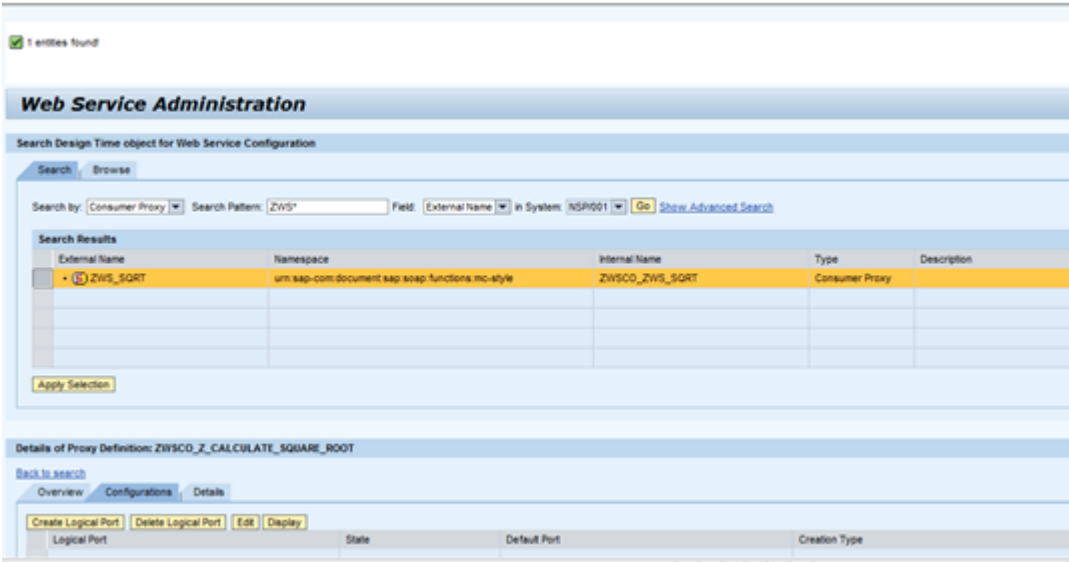 1 entities found!
Web Service Administration
Search Design Time object for Web Service Configuration
Search Browse
Search by: Consumer Proxy Search Pattern: ZWS* Field: External Name in System: NSP/001 Go Show Advanced Search
Search Results
External Name Namespace Internal Name Type Description
ZWS_SQRT urn:sap-com:document:sap:soap:functions:mc-style ZWSCO_ZWS_SQRT Consumer Proxy
Apply Selection
Details of Proxy Definition: ZWSCO_Z_CALCULATE_SQUARE_ROOT
Back to search
Overview Configurations Details
Create Logical Port Delete Logical Port Edit Display
Logical Port State Default Port Creation Type